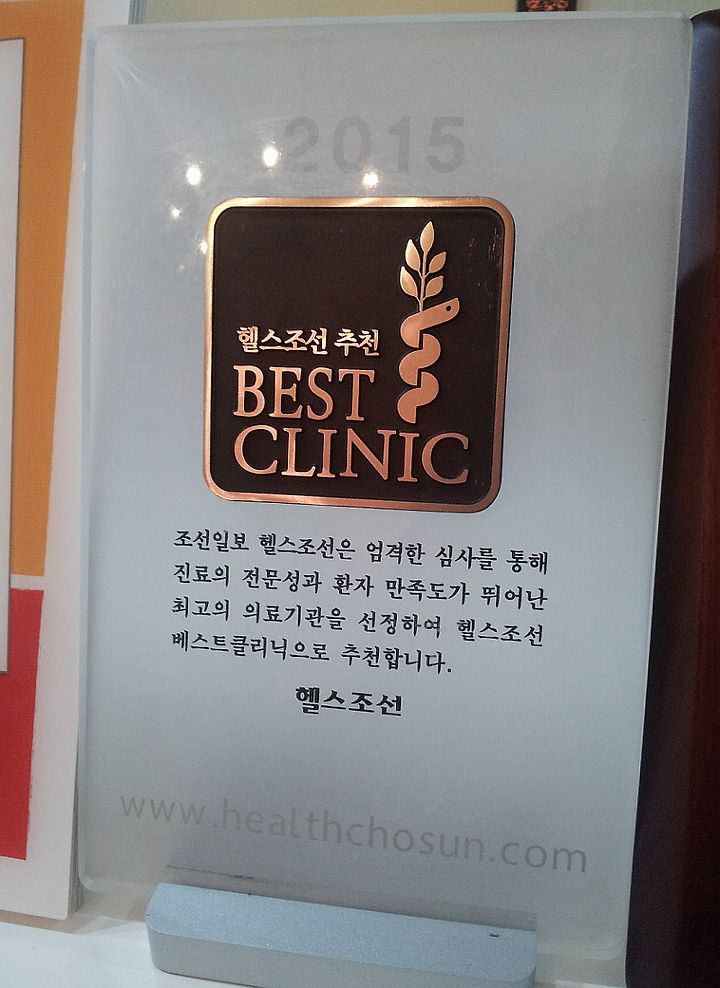 2015
헬스조선 추천
BEST
CLINIC
조선일보 헬스조선은 엄격한 심사를 통해
진료의 전문성과 환자 만족도가 뛰어난
최고의 의료기관을 선정하여 헬스조선
베스트클리닉으로 추천합니다.
헬스조선
www.healthchosun.com